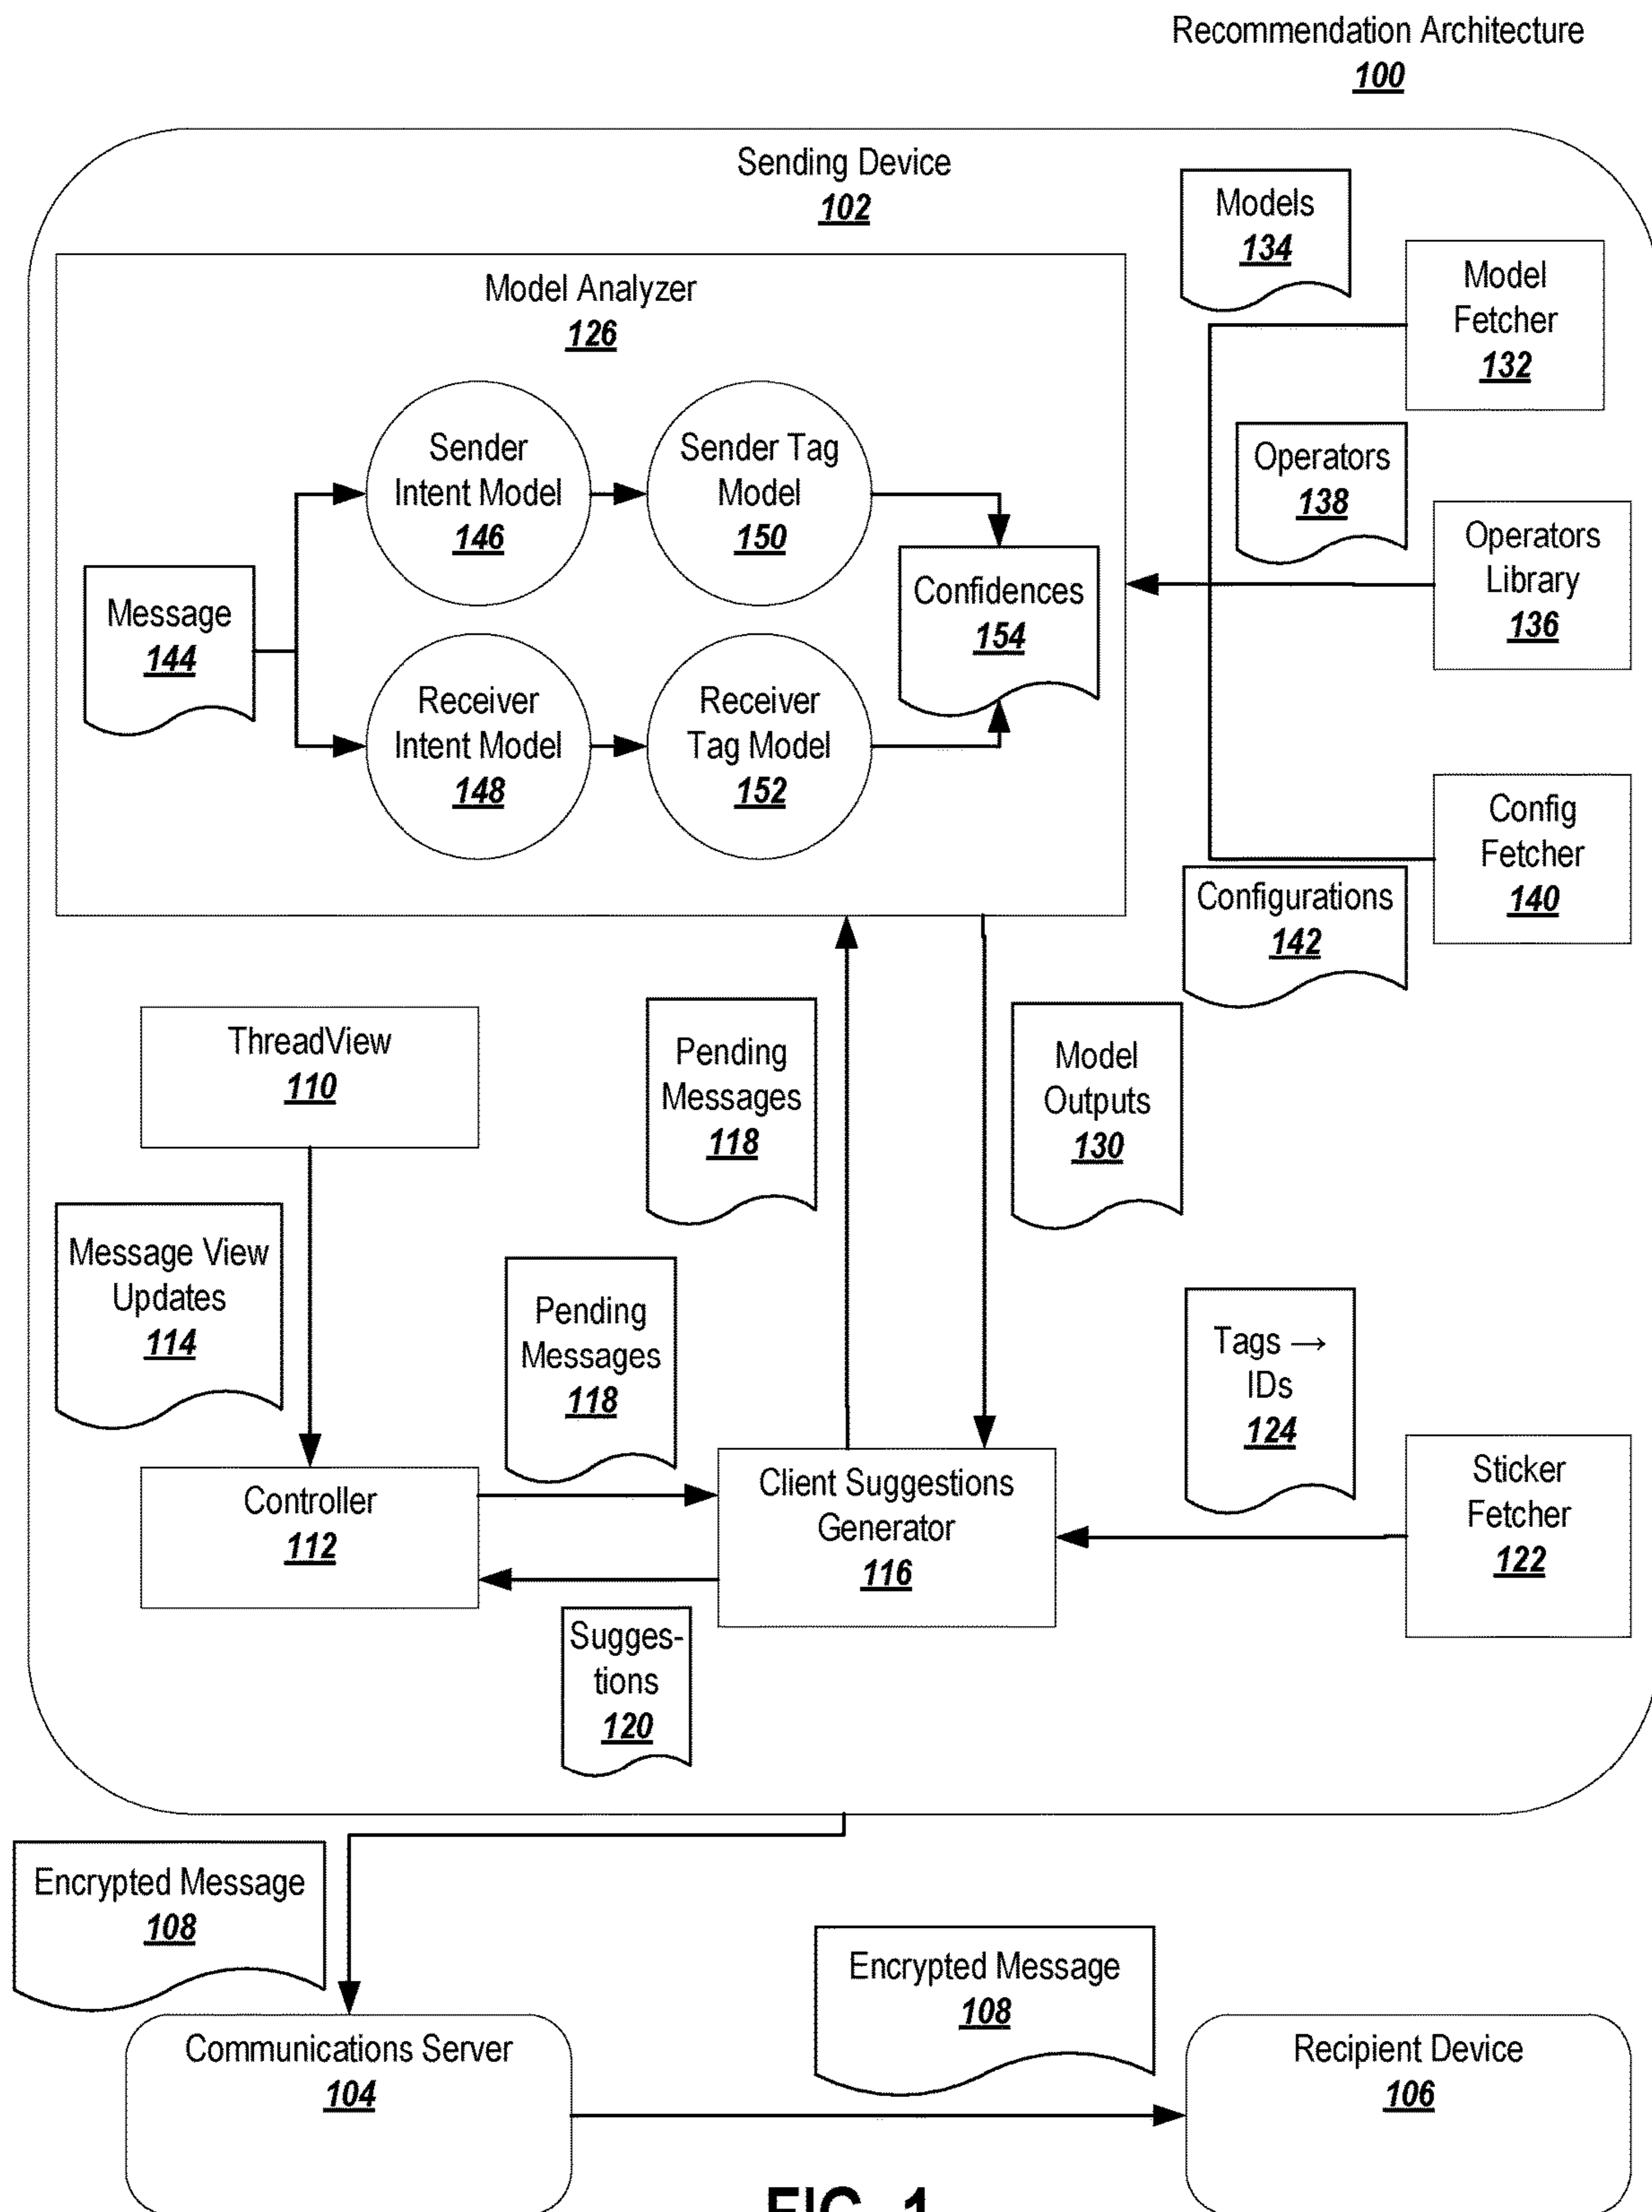 Recommendation Architecture
100
Sending Device
102
Models
134
Model
Fetcher
132
Model Analyzer
126
Operators
138
Sender
Intent Model
146
Sender Tag
Model
150
Operators
Library
136
Message
144
Confidences
154
Receiver
Intent Model
148
Receiver
Tag Model
152
Config
Fetcher
140
Configurations
142
ThreadView
110
Pending
Messages
118
Model
Outputs
130
Message View
Updates
114
Pending
Messages
118
Tags →
IDs
124
Controller
112
Client Suggestions
Generator
116
Sticker
Fetcher
122
Sugges-
tions
120
Encrypted Message
108
Encrypted Message
108
Communications Server
104
Recipient Device
106
FIG. 1